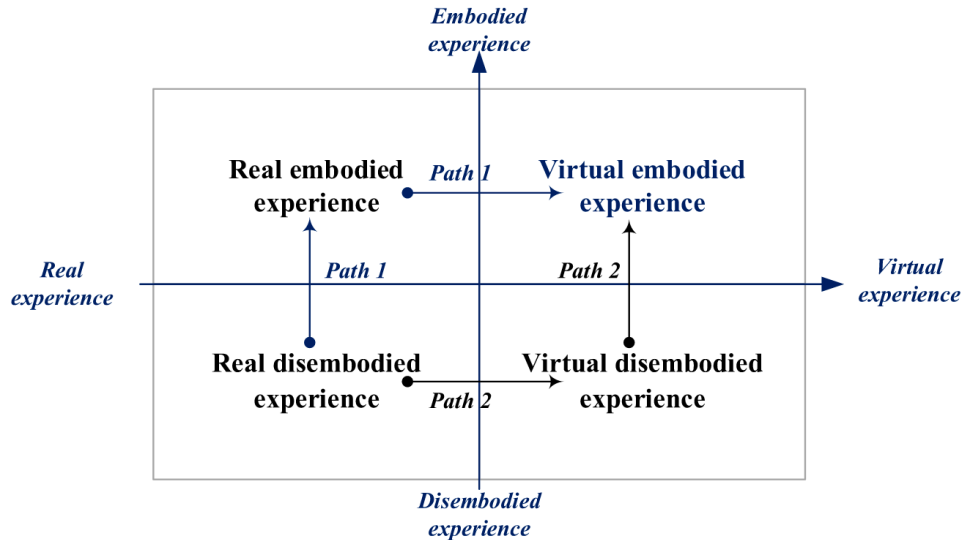 Embodied
experience
Real embodied
experience
Path 1
Virtual embodied
experience
Real
experience
Path 1
Path 2
Virtual
experience
Real disembodied
experience
Path 2
Virtual disembodied
experience
Disembodied
experience